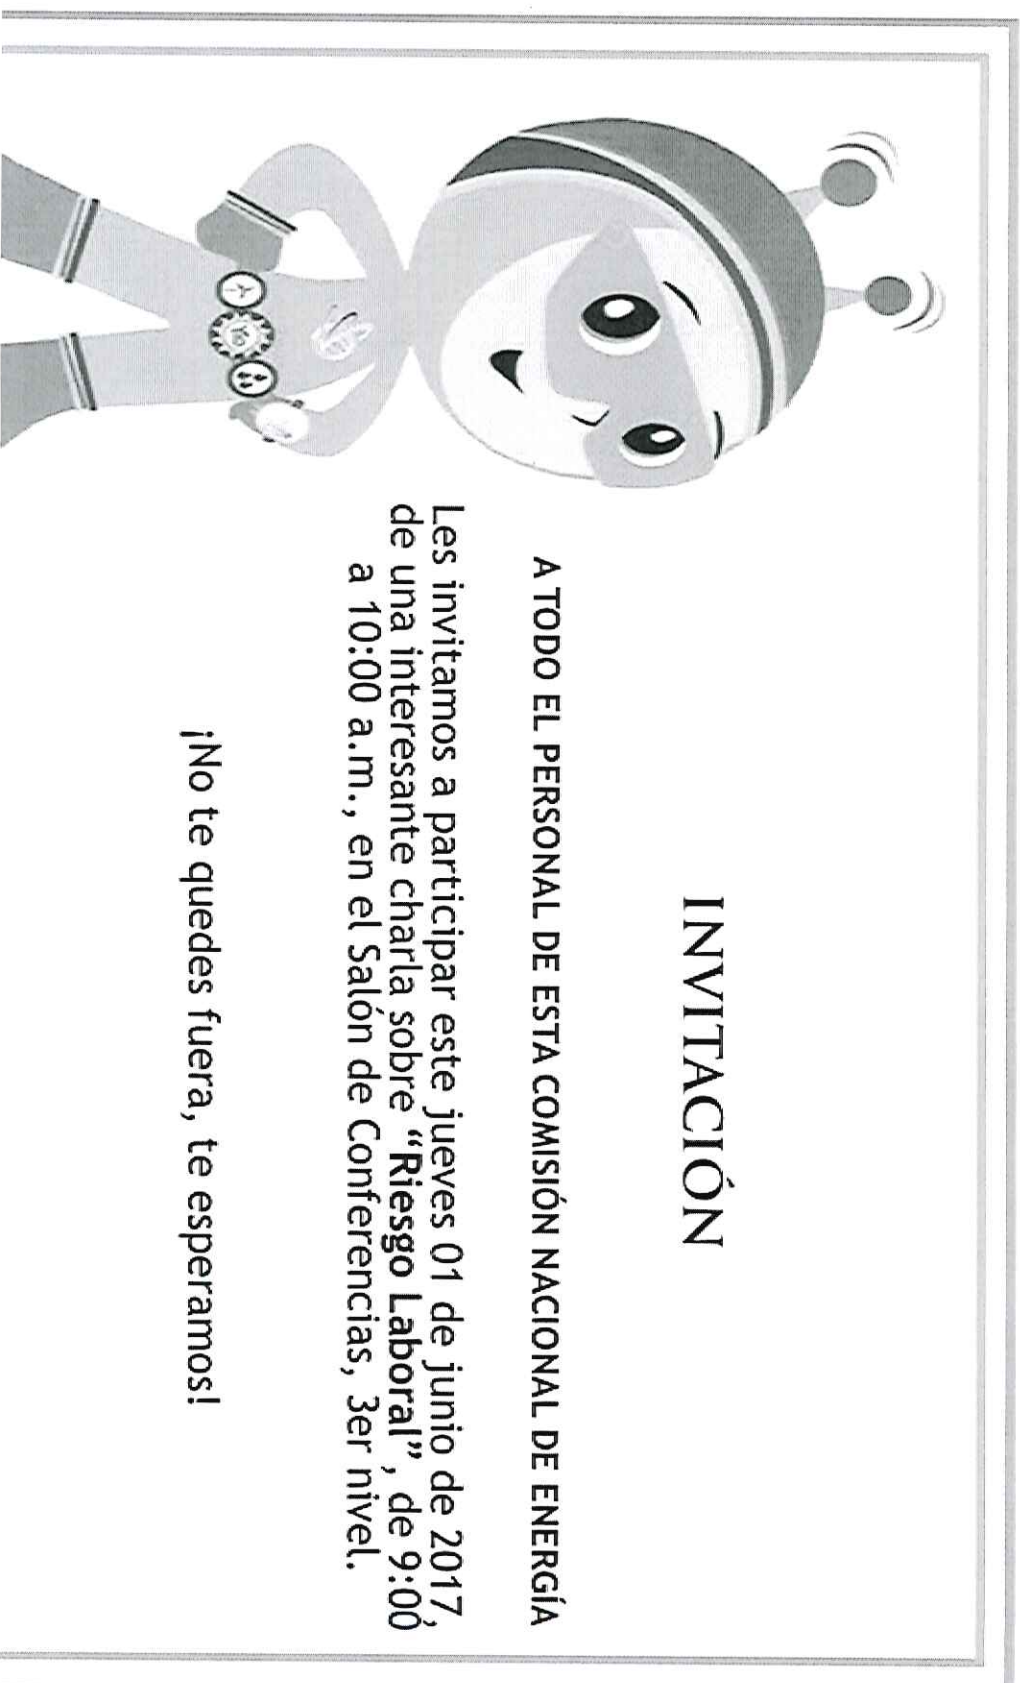 INVITACIÓN
A TODO EL PERSONAL DE ESTA COMISIÓN NACIONAL DE ENERGÍA
Les invitamos a participar este jueves 01 de junio de 2017,
de una interesante charla sobre “Riesgo Laboral”, de 9:00
a 10:00 a.m., en el Salón de Conferencias, 3er nivel.
¡No te quedes fuera, te esperamos!